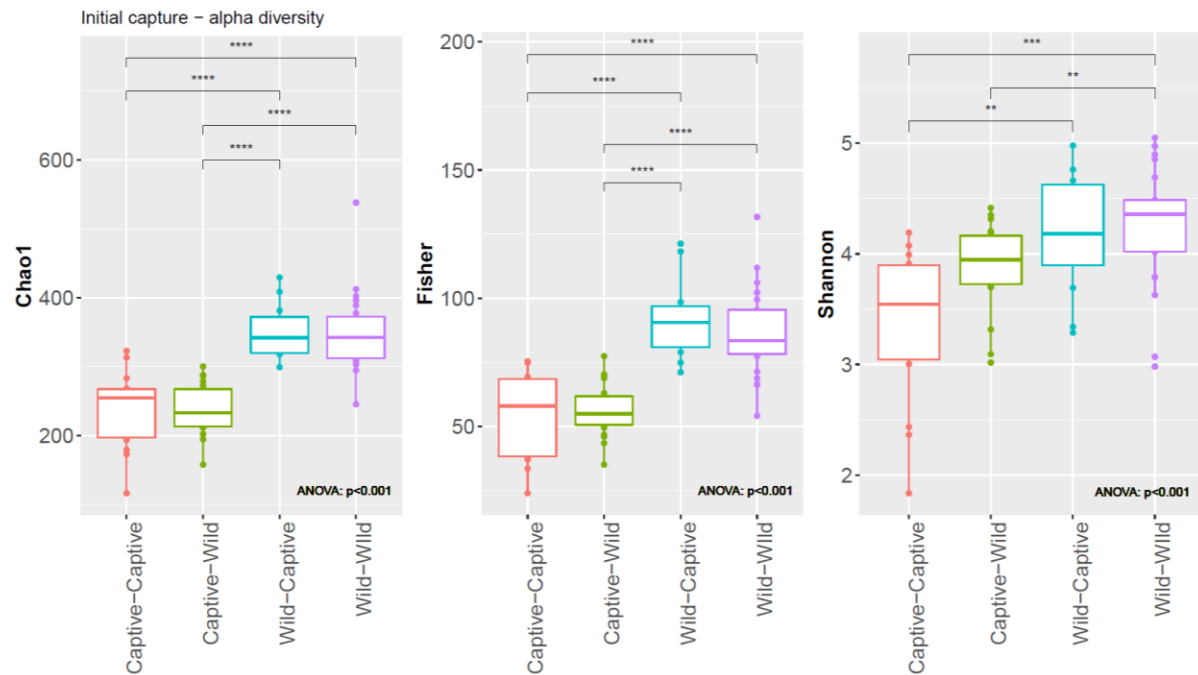 Initial capture − alpha diversity
Chao1
600
400
200
****
****
****
****
ANOVA: p<0.001
Captive−Captive
Captive−Wild
Wild−Captive
Wild−WIld
Fisher
200
150
100
50
****
****
****
****
ANOVA: p<0.001
Captive−Captive
Captive−Wild
Wild−Captive
Wild−WIld
Shannon
5
4
3
2
***
**
**
ANOVA: p<0.001
Captive−Captive
Captive−Wild
Wild−Captive
Wild−WIld